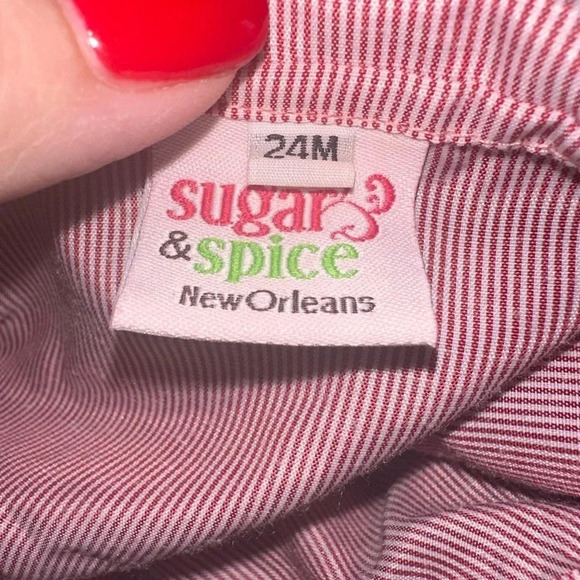 24M
sugar
& spice
New Orleans